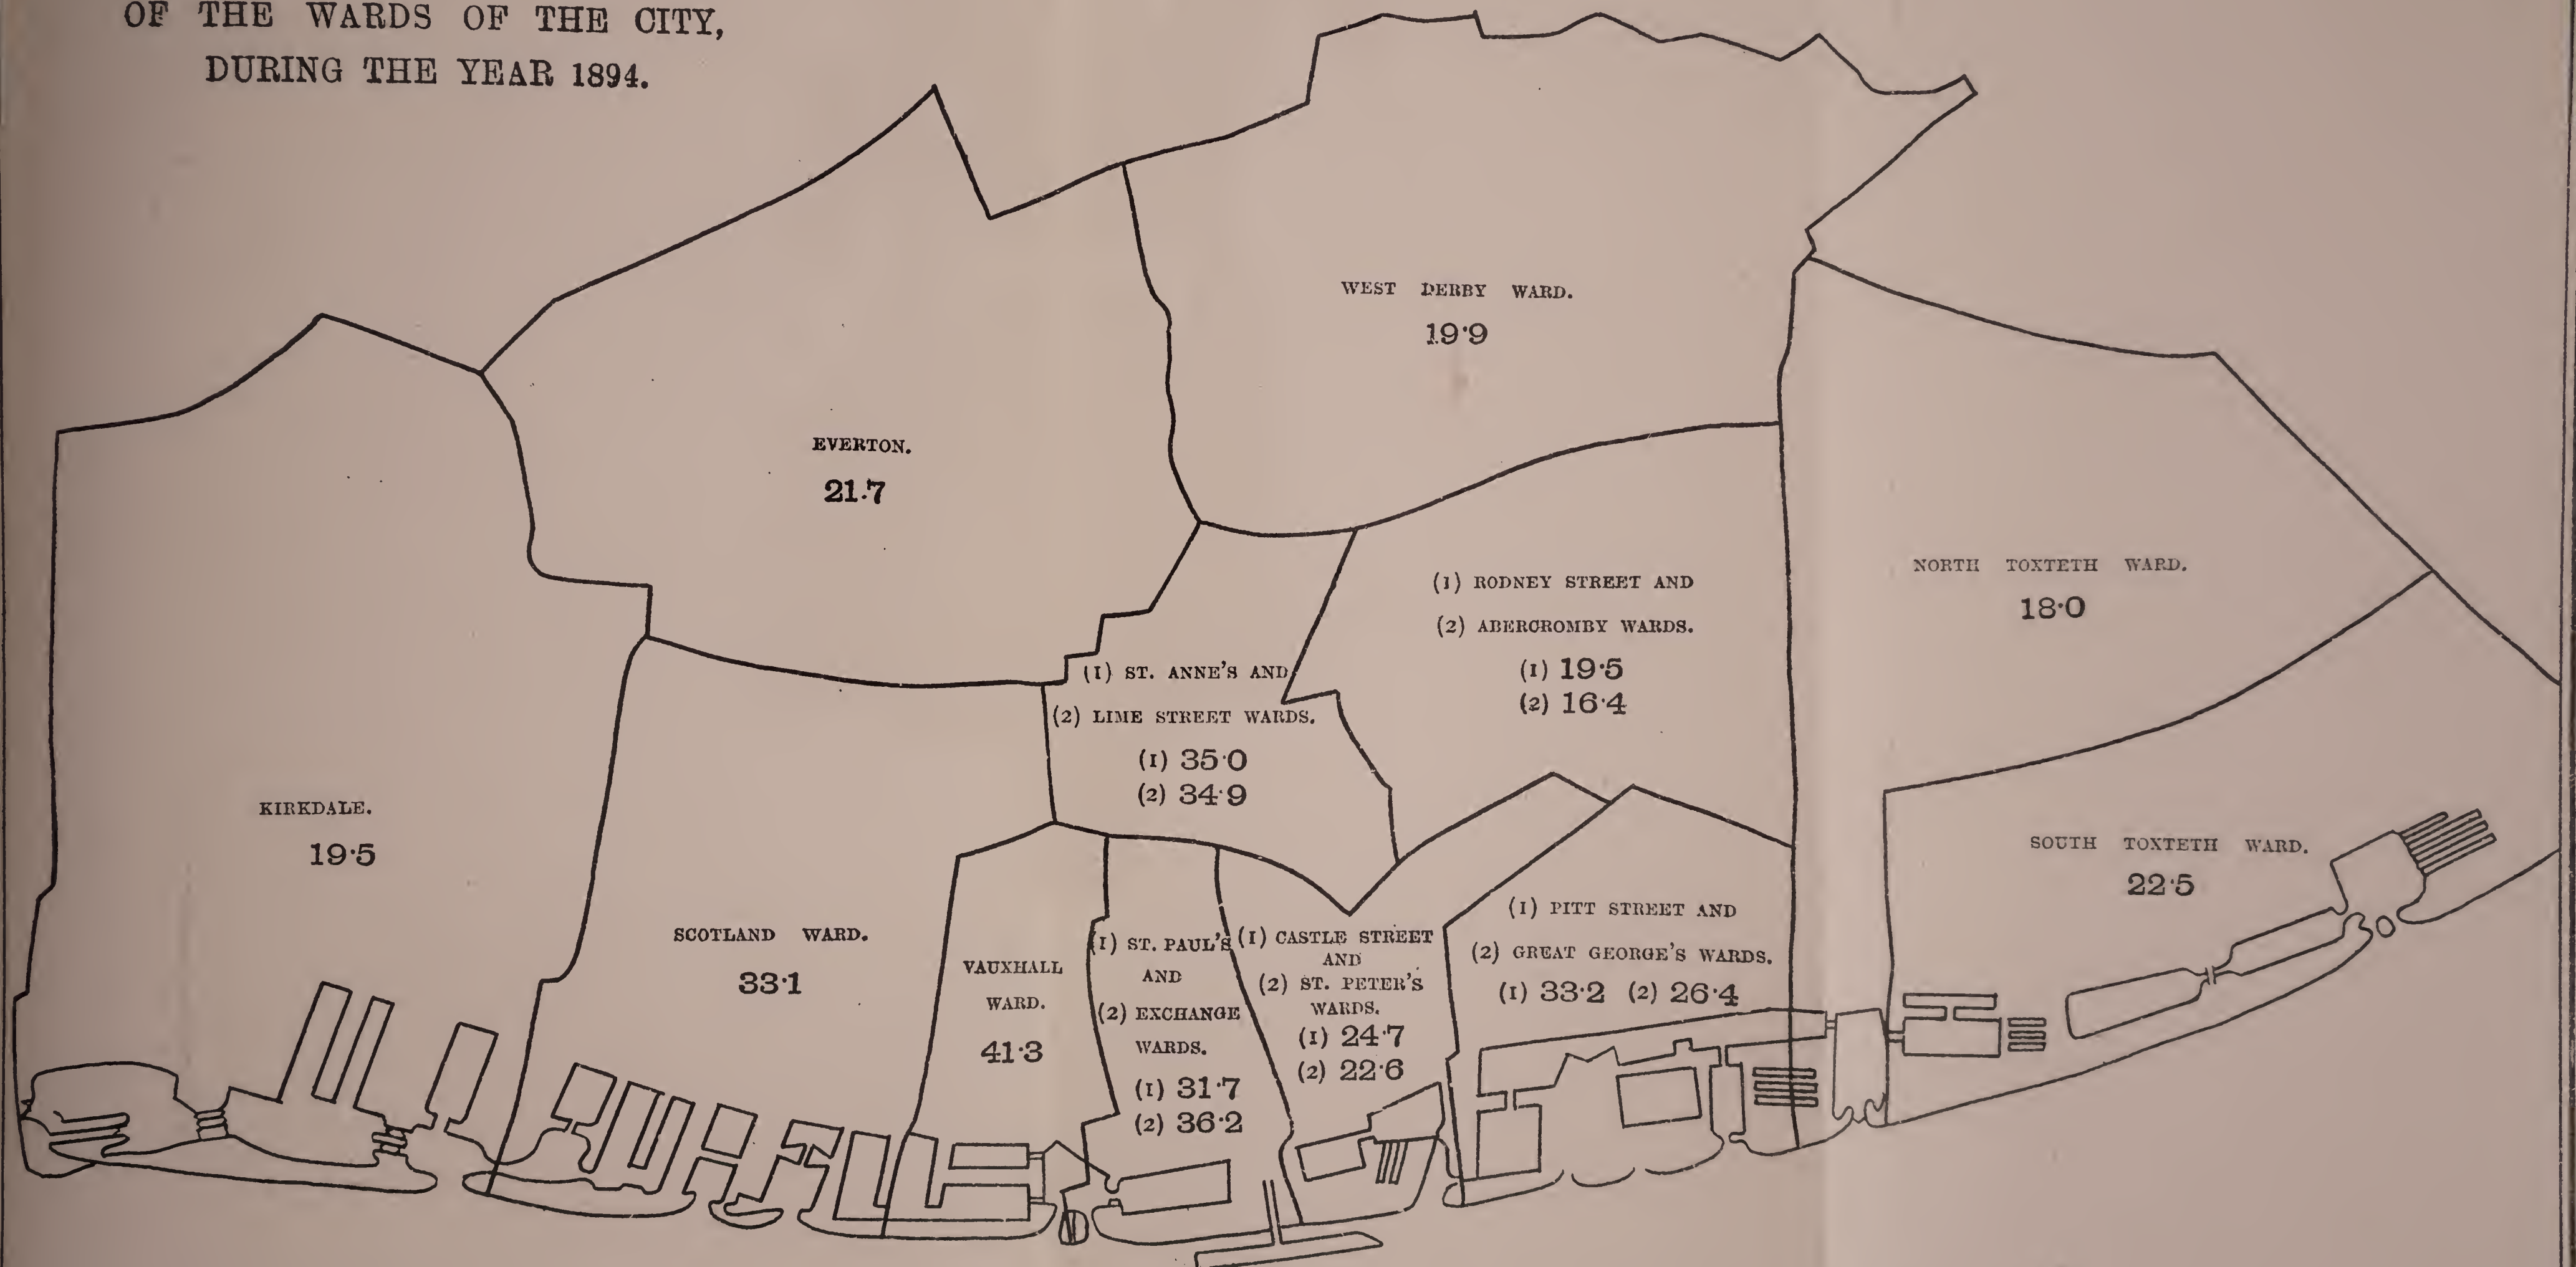 OF THE WARDS OF THE CITY,
DURING THE YEAR 1894.
WEST DERBY WARD.
19·9
EVERTON.
21·7
NORTH TOXTETH WARD.
18·0
(1) RODNEY STREET AND
(2) ABERCROMBY WARDS.
(1) 19·5
(2) 16·4
(1) ST. ANNE'S AND
(2) LIME STREET WARDS.
(1) 35·0
(2) 34·9
KIRKDALE.
19·5
SOUTH TOXTETH WARD.
22·5
SCOTLAND WARD.
33·1
VAUXHALL
WARD.
41·3
(1) ST. PAUL'S
AND
(2) EXCHANGE
WARDS.
(1) 31·7
(2) 36·2
(1) CASTLE STREET
AND
(2) ST. PETER'S
WARDS.
(1) 24·7
(2) 22·6
(1) PITT STREET AND
(2) GREAT GEORGE'S WARDS.
(1) 33·2 (2) 26·4